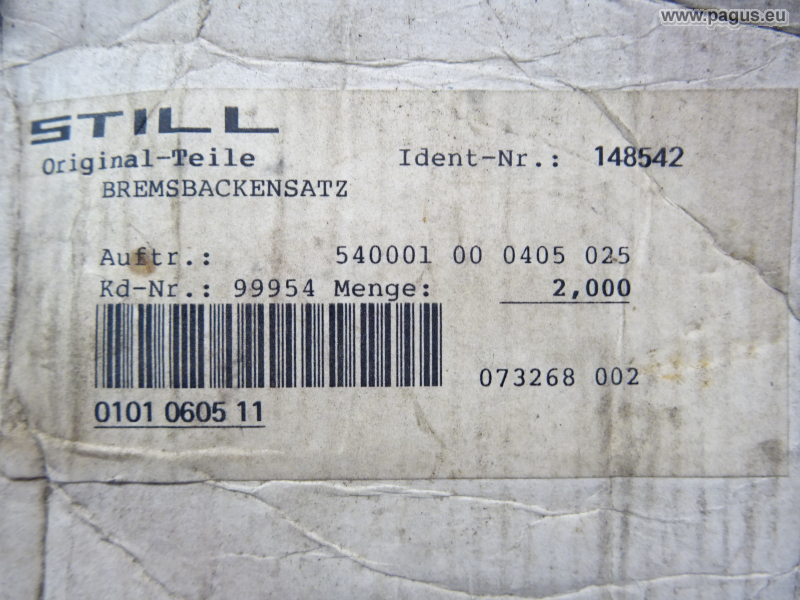 www.pagus.eu
STILL
Original-Teile Ident-Nr.: 148542
BREMSBACKENSATZ
Auftr.: 540001 00 0405 025
Kd-Nr.: 99954 Menge: 2,000
073268 002
0101 0605 11